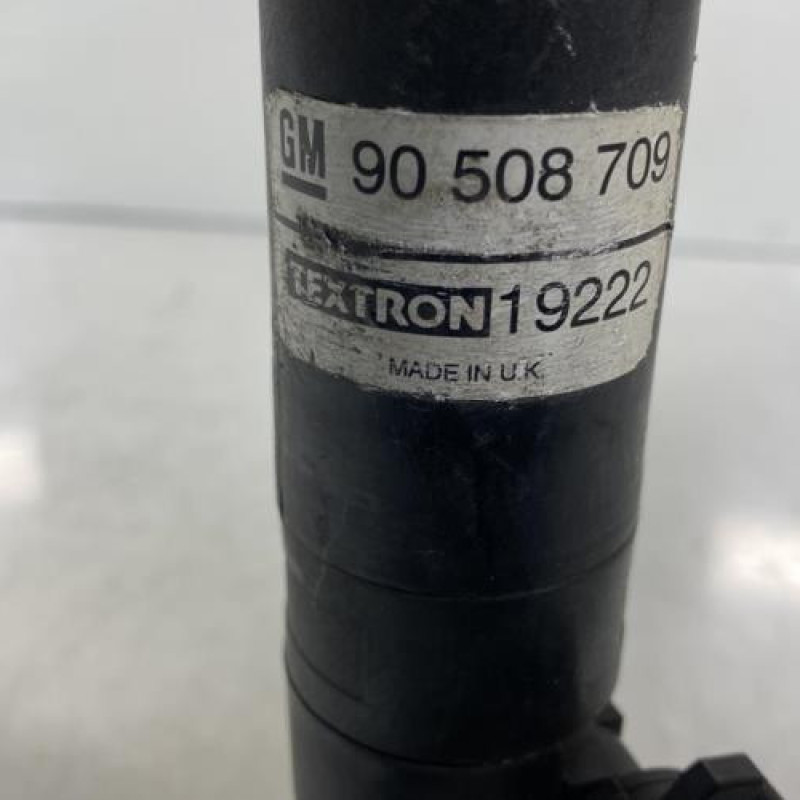 GM 90 508 709
TEXTRON 19222
MADE IN U.K.